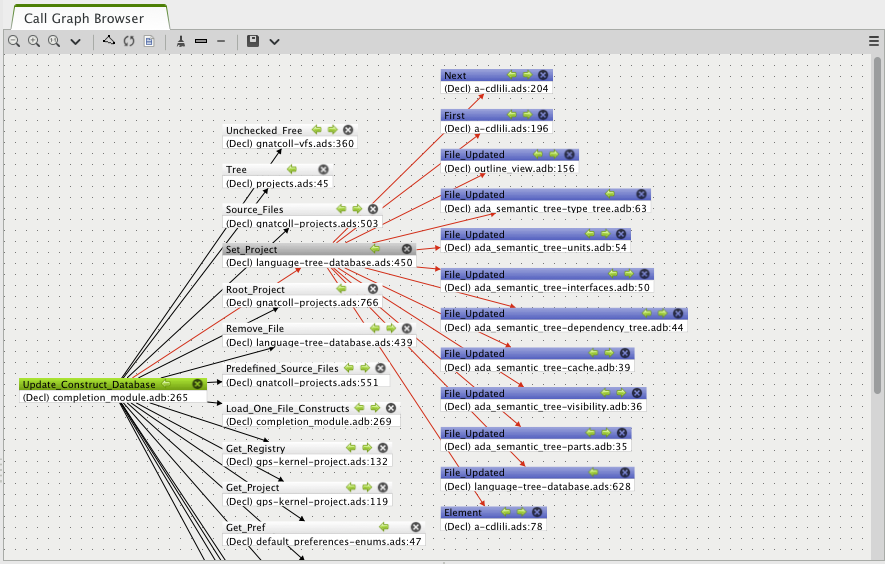 Call Graph Browser
Next
(Decl) a-cdlili.ads:204
First
(Decl) a-cdlili.ads:196
Unchecked_Free
(Decl) gnatcoll-vfs.ads:360
File_Updated
(Decl) outline_view.adb:156
Tree
(Decl) projects.ads:45
File_Updated
(Decl) ada_semantic_tree-type_tree.adb:63
Source_Files
(Decl) gnatcoll-projects.ads:503
File_Updated
(Decl) ada_semantic_tree-units.adb:54
Set_Project
(Decl) language-tree-database.ads:450
File_Updated
(Decl) ada_semantic_tree-interfaces.adb:50
Root_Project
(Decl) gnatcoll-projects.ads:766
File_Updated
(Decl) ada_semantic_tree-dependency_tree.adb:44
Remove_File
(Decl) language-tree-database.ads:439
File_Updated
(Decl) ada_semantic_tree-cache.adb:39
Predefined_Source_Files
(Decl) gnatcoll-projects.ads:551
Update_Construct_Database
(Decl) completion_module.adb:265
File_Updated
(Decl) ada_semantic_tree-visibility.adb:36
Load_One_File_Constructs
(Decl) completion_module.adb:269
File_Updated
(Decl) ada_semantic_tree-parts.adb:35
Get_Registry
(Decl) gps-kernel-project.ads:132
File_Updated
(Decl) language-tree-database.ads:628
Get_Project
(Decl) gps-kernel-project.ads:119
Element
(Decl) a-cdlili.ads:78
Get_Pref
(Decl) default_preferences-enums.ads:47